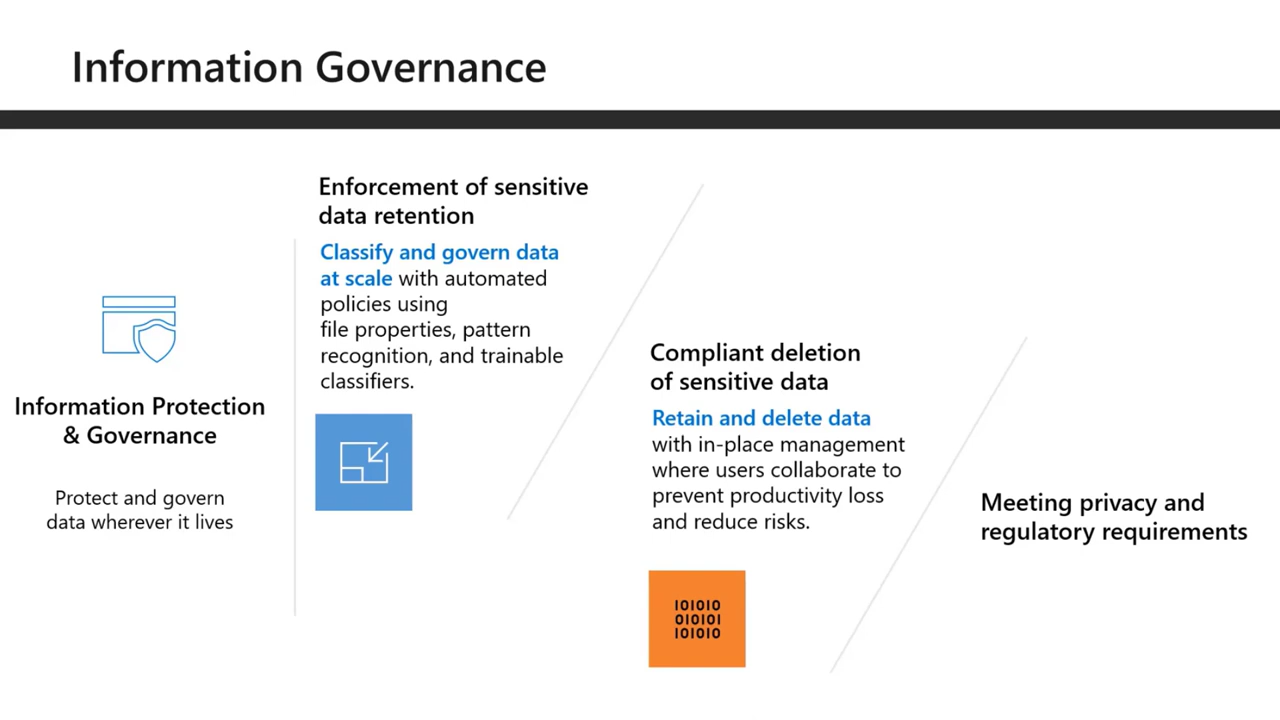 Information Governance
Information Protection
& Governance
Protect and govern
data wherever it lives
Enforcement of sensitive
data retention
Classify and govern data
at scale with automated
policies using
file properties, pattern
recognition, and trainable
classifiers.
Compliant deletion
of sensitive data
Retain and delete data
with in-place management
where users collaborate to
prevent productivity loss
and reduce risks.
101010
010101
101010
Meeting privacy and
regulatory requirements